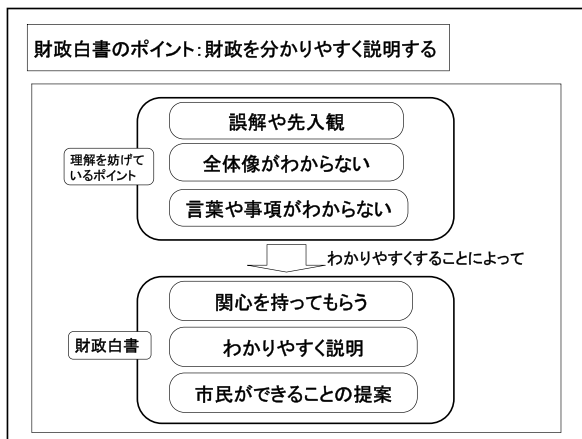 財政白書のポイント:財政を分かりやすく説明する
誤解や先入観
理解を妨げて
いるポイント
全体像がわからない
言葉や事項がわからない
わかりやすくすることによって
関心を持ってもらう
財政白書
わかりやすく説明
市民ができることの提案